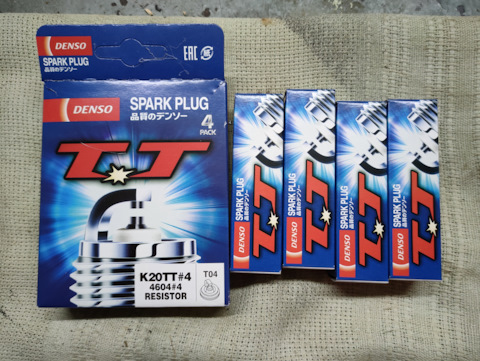 DENSO
SPARK PLUG
品質のデンソー
EAC
DENSO
SPARK PLUG
品質のデンソー
4
PACK
TT
K20TT#4
4604#4
RESISTOR
T04
DENSO
SPARK PLUG
品質のデンソー
TT
DENSO
SPARK PLUG
品質のデンソー
TT
DENSO
SPARK PLUG
品質のデンソー
TT
DENSO
SPARK PLUG
品質のデンソー
TT